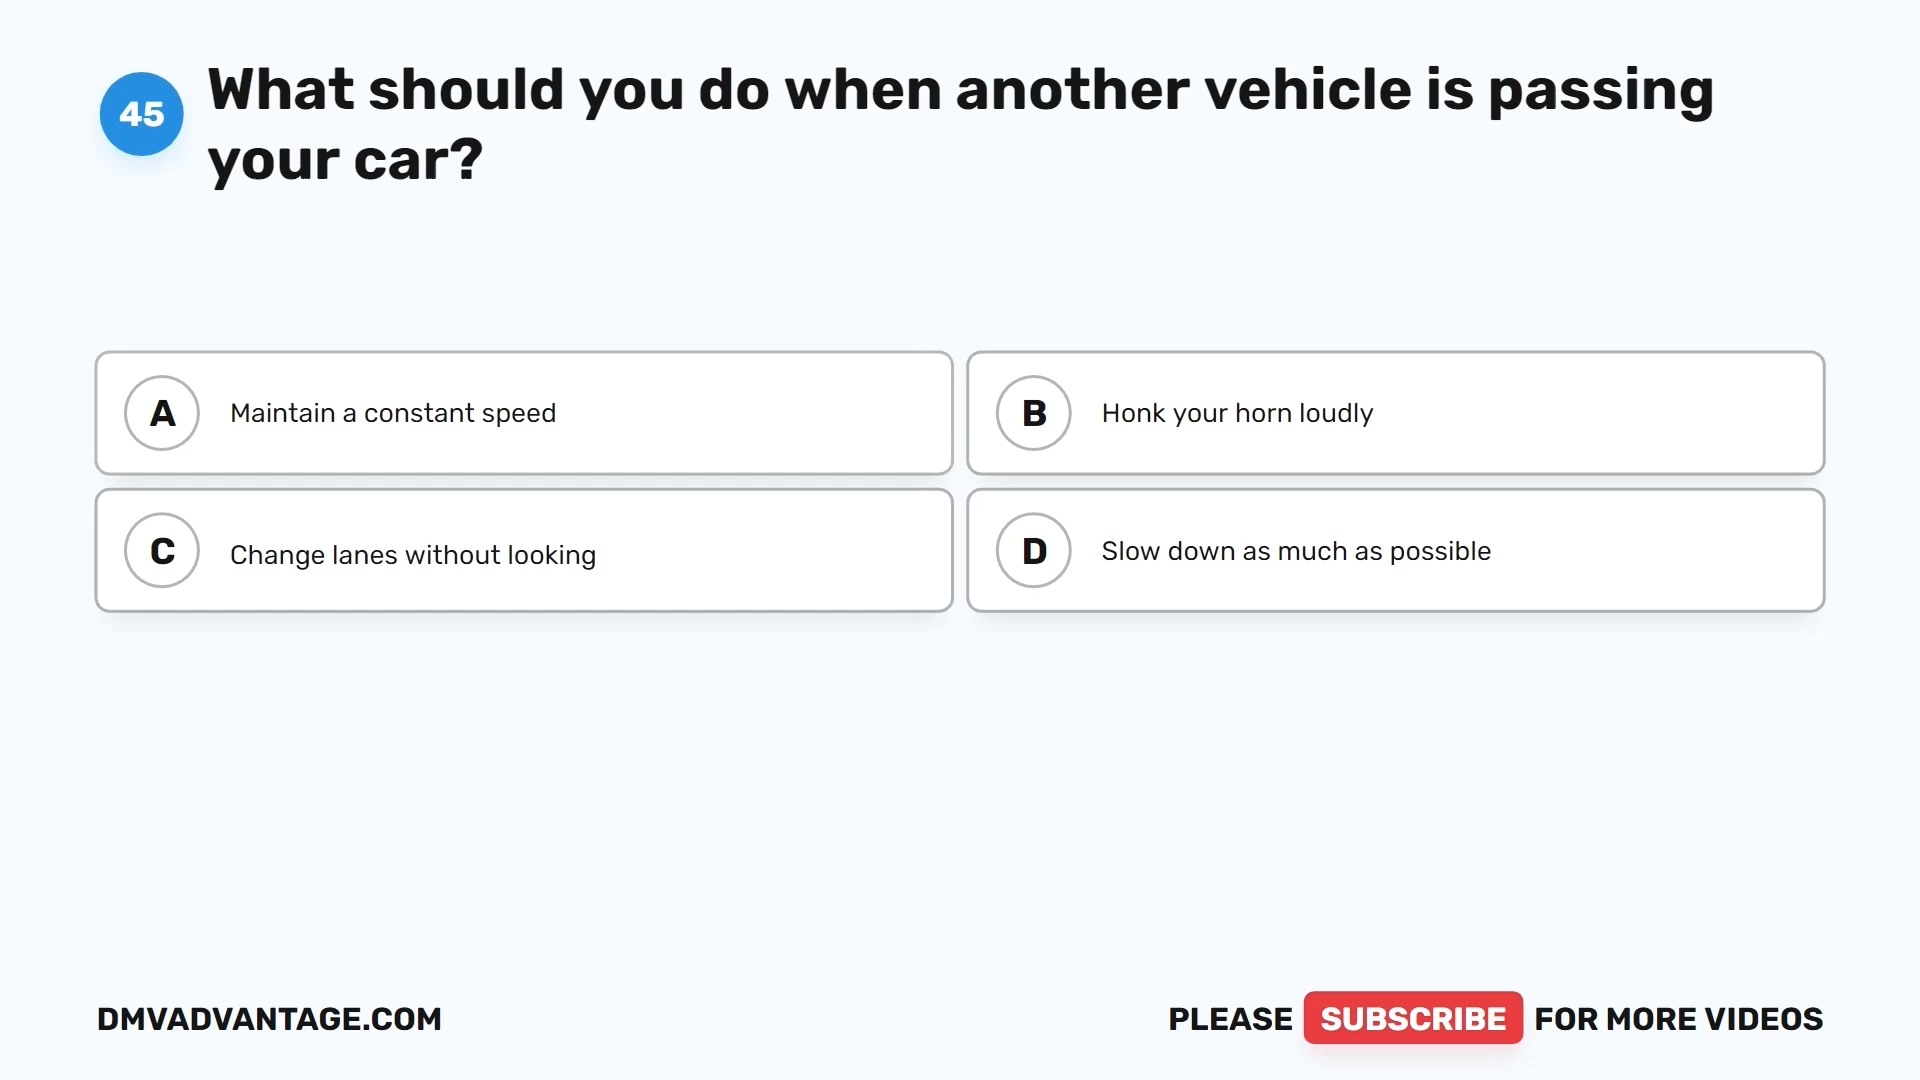 45
What should you do when another vehicle is passing
your car?
A Maintain a constant speed
B Honk your horn loudly
C Change lanes without looking
D Slow down as much as possible
DMVADVANTAGE.COM
PLEASE SUBSCRIBE FOR MORE VIDEOS